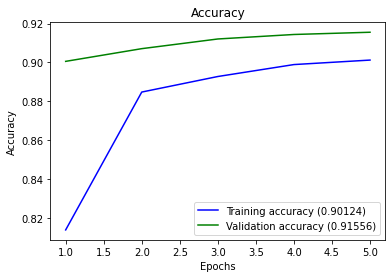 Accuracy
0.92
0.90
0.88
0.86
0.84
0.82
Accuracy
Training accuracy (0.90124)
Validation accuracy (0.91556)
1.0 1.5 2.0 2.5 3.0 3.5 4.0 4.5 5.0
Epochs